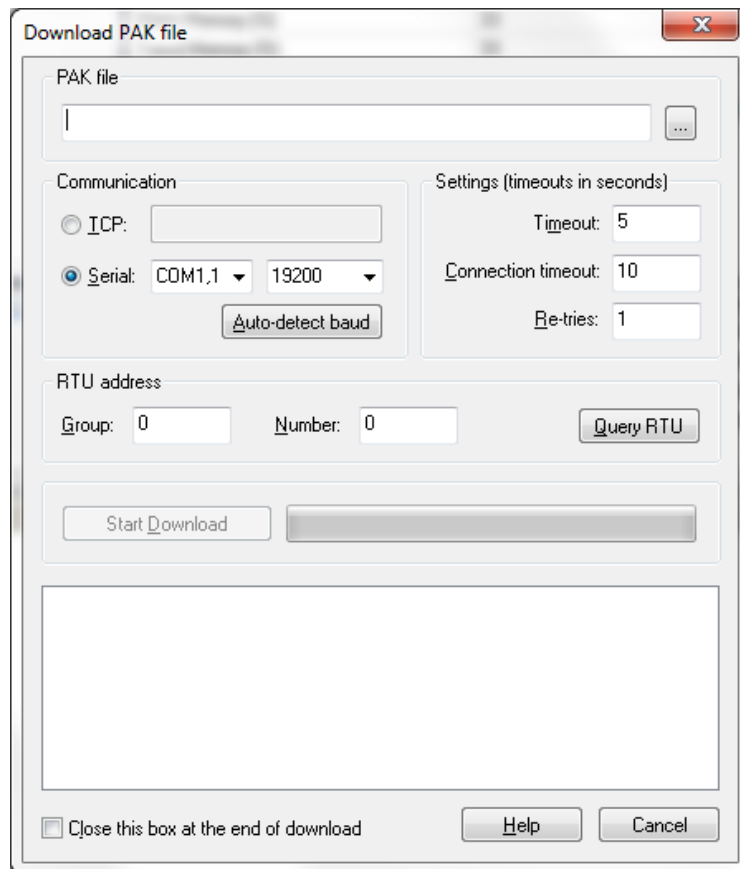 Download PAK file
PAK file
...
Communication
TCP:
Serial: COM1,1 19200
Auto-detect baud
Settings (timeouts in seconds)
Timeout: 5
Connection timeout: 10
Re-tries: 1
RTU address
Group: 0 Number: 0 Query RTU
Start Download
Close this box at the end of download Help Cancel